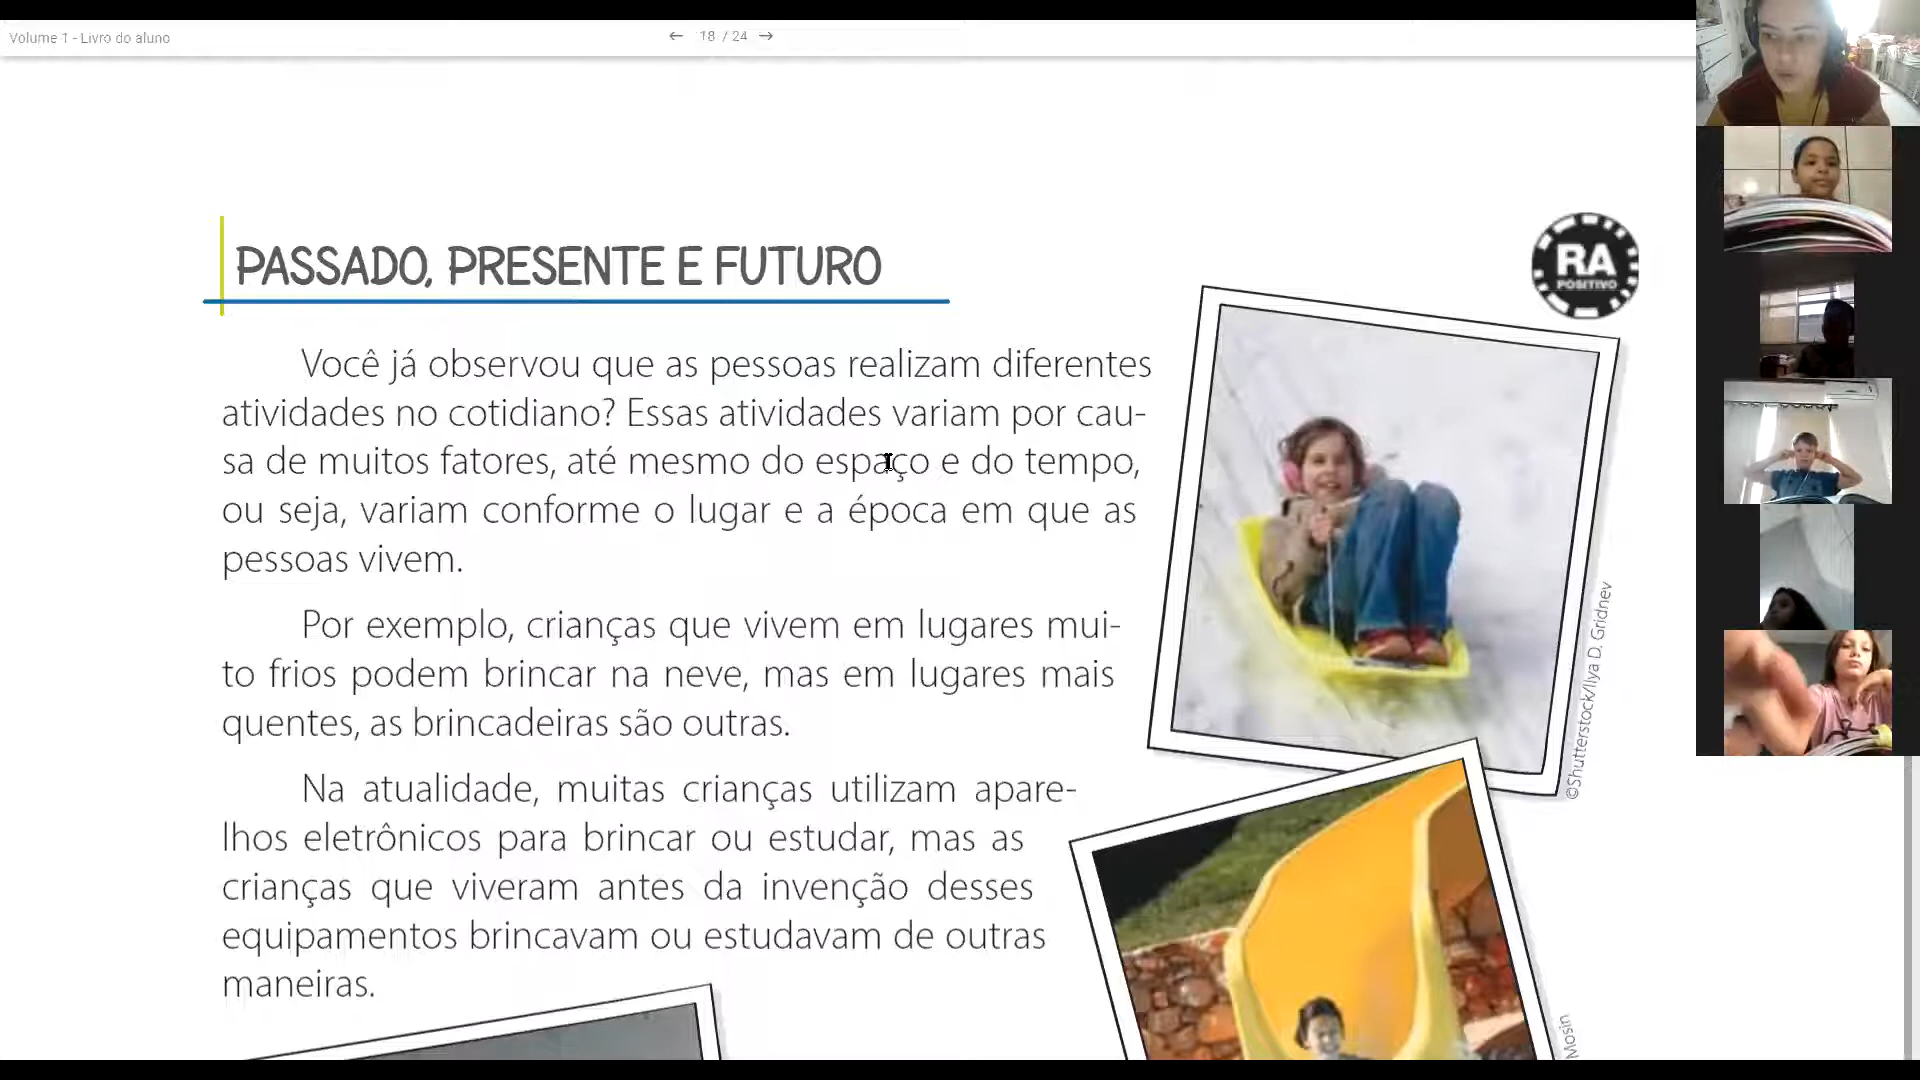 Volume 1 - Livro do aluno
← 18 / 24 →
PASSADO, PRESENTE E FUTURO
RA
POSITIVO
Você já observou que as pessoas realizam diferentes
atividades no cotidiano? Essas atividades variam por cau-
sa de muitos fatores, até mesmo do espaço e do tempo,
ou seja, variam conforme o lugar e a época em que as
pessoas vivem.
Por exemplo, crianças que vivem em lugares mui-
to frios podem brincar na neve, mas em lugares mais
quentes, as brincadeiras são outras.
Na atualidade, muitas crianças utilizam apare-
lhos eletrônicos para brincar ou estudar, mas as
crianças que viveram antes da invenção desses
equipamentos brincavam ou estudavam de outras
maneiras.
©Shutterstock/Ilya D. Gridnev
Mosin